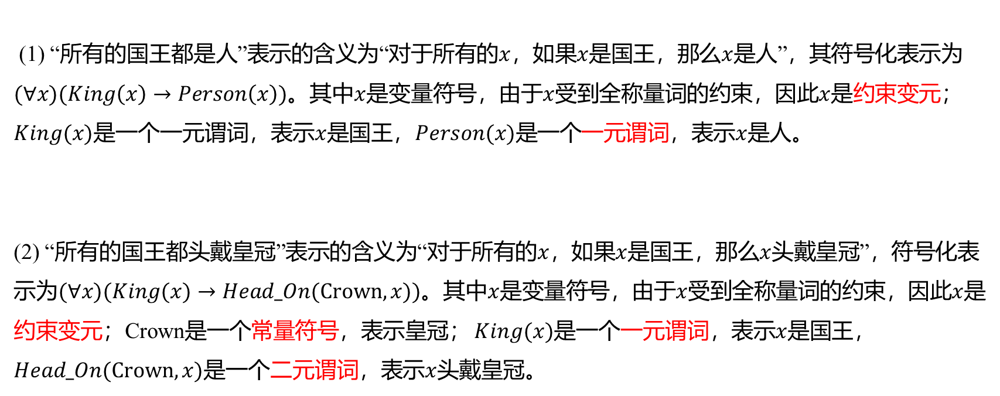 (1) “所有的国王都是人”表示的含义为“对于所有的x，如果x是国王，那么x是人”，其符号化表示为
(∀x)(King(x) → Person(x))。其中x是变量符号，由于x受到全称量词的约束，因此x是约束变元；
King(x)是一个一元谓词，表示x是国王，Person(x)是一个一元谓词，表示x是人。
(2) “所有的国王都头戴皇冠”表示的含义为“对于所有的x，如果x是国王，那么x头戴皇冠”，符号化表
示为(∀x)(King(x) → Head_On(Crown, x))。其中x是变量符号，由于x受到全称量词的约束，因此x是
约束变元；Crown是一个常量符号，表示皇冠；King(x)是一个一元谓词，表示x是国王，
Head_On(Crown, x)是一个二元谓词，表示x头戴皇冠。